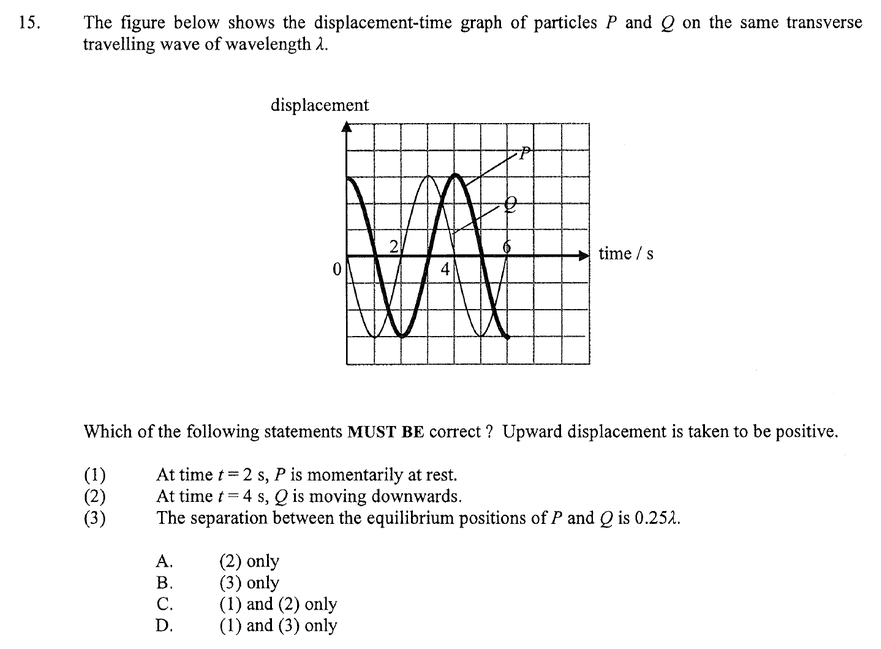 15. The figure below shows the displacement-time graph of particles P and Q on the same transverse
travelling wave of wavelength λ.
displacement
P
Q
2
6
time / s
0
4
Which of the following statements MUST BE correct ? Upward displacement is taken to be positive.
(1) At time t = 2 s, P is momentarily at rest.
(2) At time t = 4 s, Q is moving downwards.
(3) The separation between the equilibrium positions of P and Q is 0.25λ.
A. (2) only
B. (3) only
C. (1) and (2) only
D. (1) and (3) only